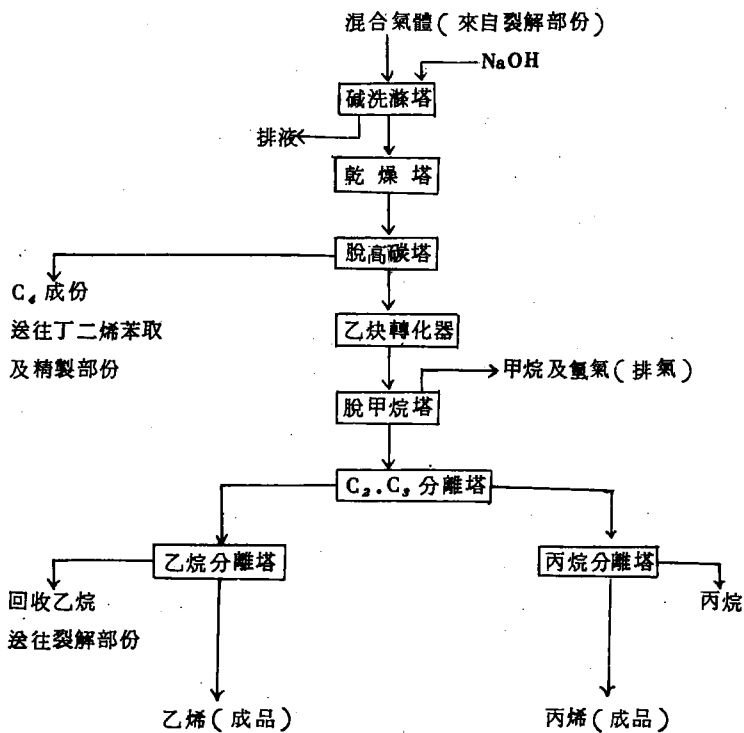 混合氣體(來自裂解部份)
NaOH
碱洗滌塔
排液
乾燥塔
脫高碳塔
C₄成份
送往丁二烯苯取
及精製部份
乙炔轉化器
甲烷及氫氣(排氣)
脫甲烷塔
C₂.C₃分離塔
乙烷分離塔
丙烷分離塔
回收乙烷
送往裂解部份
丙烷
乙烯(成品)
丙烯(成品)